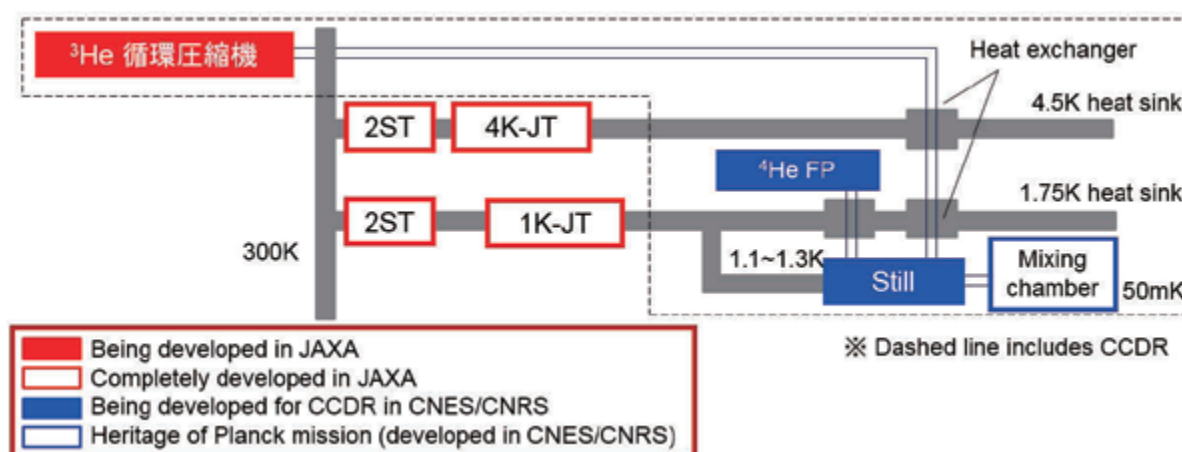 ³He 循環圧縮機
Heat exchanger
2ST
4K-JT
4.5K heat sink
⁴He FP
2ST
1K-JT
1.75K heat sink
300K
1.1~1.3K
Still
Mixing
chamber
50mK
Being developed in JAXA
Completely developed in JAXA
Being developed for CCDR in CNES/CNRS
Heritage of Planck mission (developed in CNES/CNRS)
※ Dashed line includes CCDR